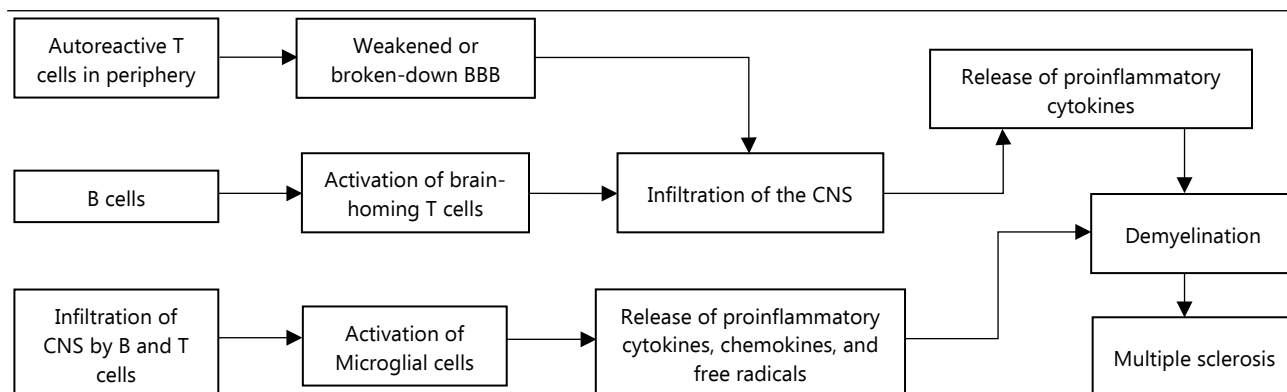 Autoreactive T
cells in periphery
Weakened or
broken-down BBB
Release of proinflammatory
cytokines
B cells
Activation of brain-
homing T cells
Infiltration of the CNS
Demyelination
Infiltration of
CNS by B and T
cells
Activation of
Microglial cells
Release of proinflammatory
cytokines, chemokines, and
free radicals
Multiple sclerosis